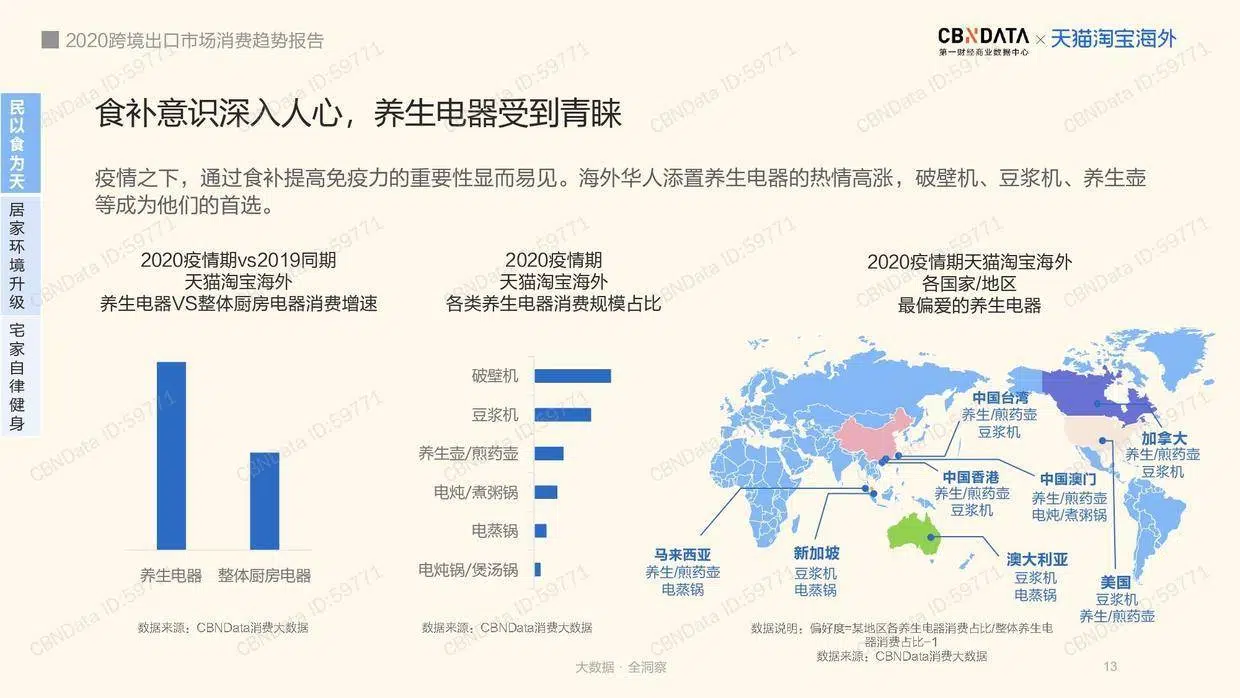 2020跨境出口市场消费趋势报告
CBNDATA × 天猫淘宝海外
第一财经商业数据中心
民以食为天
居家环境升级
宅家自律健身
食补意识深入人心，养生电器受到青睐
疫情之下，通过食补提高免疫力的重要性显而易见。海外华人添置养生电器的热情高涨，破壁机、豆浆机、养生壶
等成为他们的首选。
2020疫情期vs2019同期
天猫淘宝海外
养生电器VS整体厨房电器消费增速
养生电器
整体厨房电器
数据来源：CBNData消费大数据
2020疫情期
天猫淘宝海外
各类养生电器消费规模占比
破壁机
豆浆机
养生壶/煎药壶
电炖/煮粥锅
电蒸锅
电炖锅/煲汤锅
数据来源：CBNData消费大数据
2020疫情期天猫淘宝海外
各国家/地区
最偏爱的养生电器
中国台湾
养生/煎药壶
豆浆机
加拿大
养生/煎药壶
豆浆机
中国香港
养生/煎药壶
豆浆机
中国澳门
养生/煎药壶
电炖/煮粥锅
马来西亚
养生/煎药壶
电蒸锅
新加坡
豆浆机
电蒸锅
澳大利亚
豆浆机
电蒸锅
美国
豆浆机
养生/煎药壶
数据说明：偏好度=某地区各养生电器消费占比/整体养生电
器消费占比-1
数据来源：CBNData消费大数据
大数据·全洞察
13
CBNData ID:59771